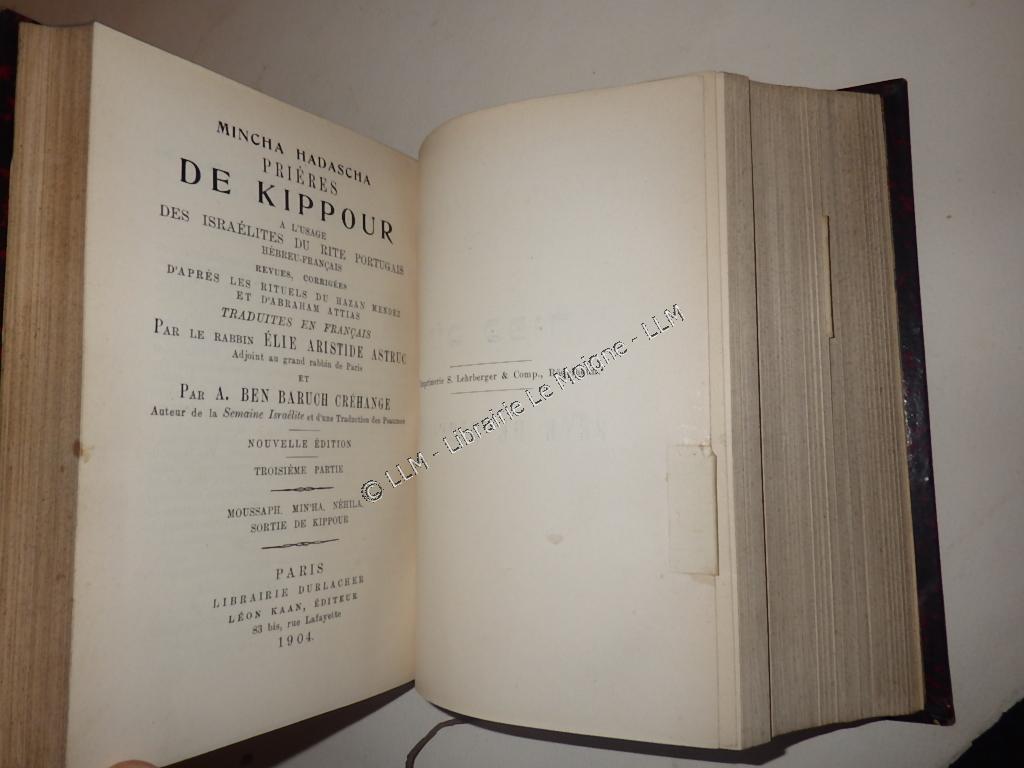 MINCHA HADASCHA
PRIÉRES
DE KIPPOUR
A L'USAGE
DES ISRAÉLITES DU RITE PORTUGAIS
HÉBREU-FRANÇAIS
REVUES, CORRIGÉES
D'APRÈS LES RITUELS DU HAZAN MENDEZ
ET D'ABRAHAM ATTIAS
TRADUITES EN FRANÇAIS
PAR LE RABBIN ÉLIE ARISTIDE ASTRUC
Adjoint au grand rabbin de Paris
ET
PAR A. BEN BARUCH CRÉHANGE
Auteur de la Semaine Israélite et d'une Traduction des Psaumes
NOUVELLE ÉDITION
TROISIÈME PARTIE
MOUSSAPH, MIN'HA, NÉHILA,
SORTIE DE KIPPOUR
PARIS
LIBRAIRIE DURLACHER
LÉON KAAN, ÉDITEUR
83 bis, rue Lafayette
1904.
Imprimerie S. Lehrberger & Comp.,
© LLM - Librairie Le Moigne - LLM